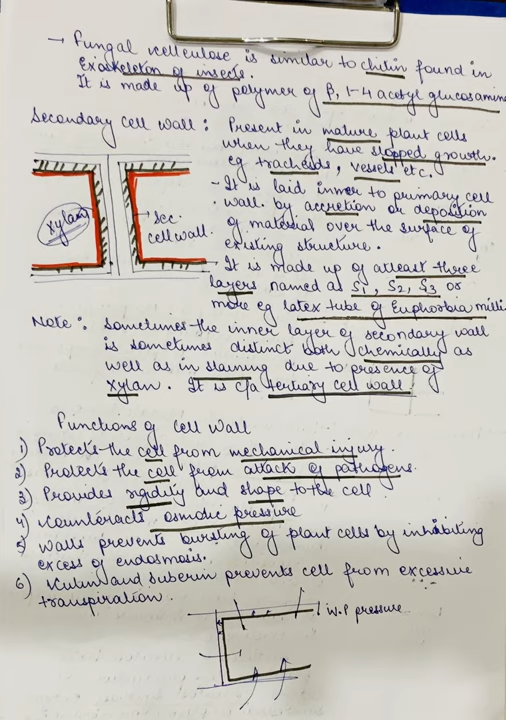 → Fungal cellulose is similar to chitin found in
Exoskeleton of insects.
It is made up of polymer of β, 1-4 acetyl glucosamine
Secondary cell wall : Present in mature plant cells
when they have stopped growth.
eg tracheids, vessels etc.
- It is laid inner to primary cell
wall by accretion or deposition
of material over the surface of
existing structure.
xylan
sec.
cell wall.
It is made up of atleast three
layers named as S1, S2, S3 or
more eg latex tube of Euphorbia milli
Note : Sometimes the inner layer of secondary wall
is sometimes distinct both chemically as
well as in staining due to presence of
xylan. It is c/a tertiary cell wall.
Functions of Cell Wall
1) Protects the cell from mechanical injury.
2) Protects the cell from attack of pathogens.
3) Provides rigidity and shape to the cell.
4) Counteracts osmotic pressure
5) Walls prevents bursting of plant cells by inhibiting
excess of endosmosis.
6) Cutin and Suberin prevents cell from excessive
transpiration.
W.P pressure